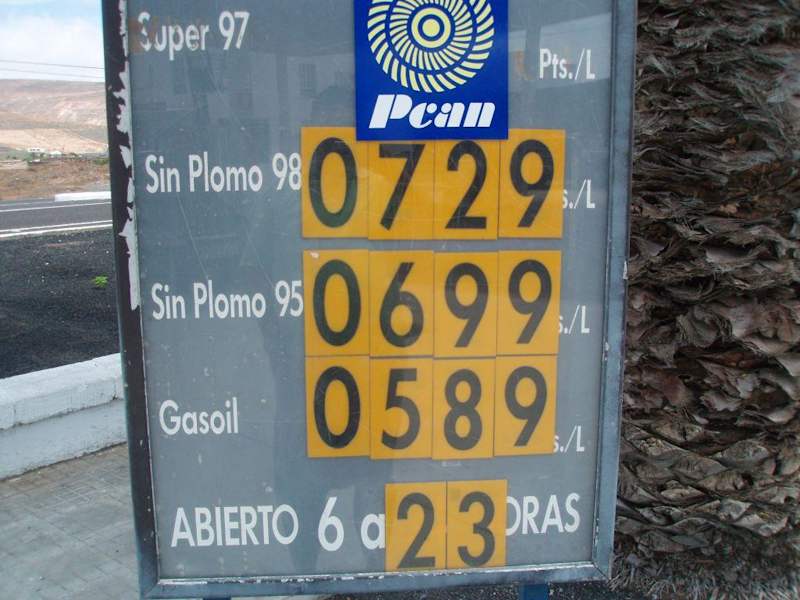 Super 97 Pts./L
Pcan
Sin Plomo 98 0729 s./L
Sin Plomo 95 0699 s./L
Gasoil 0589 s./L
ABIERTO 6 a 23 ORAS